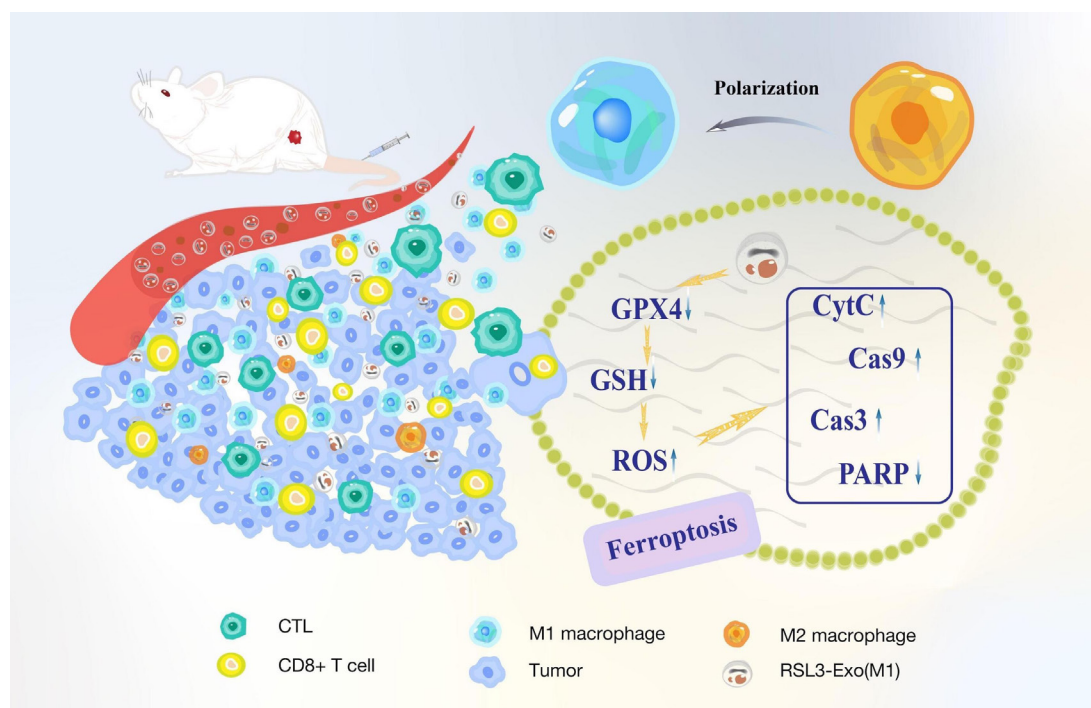 Polarization
GPX4↓
GSH↓
ROS↑
CytC↑
Cas9↑
Cas3↑
PARP↓
Ferroptosis
CTL
M1 macrophage
M2 macrophage
CD8+ T cell
Tumor
RSL3-Exo(M1)